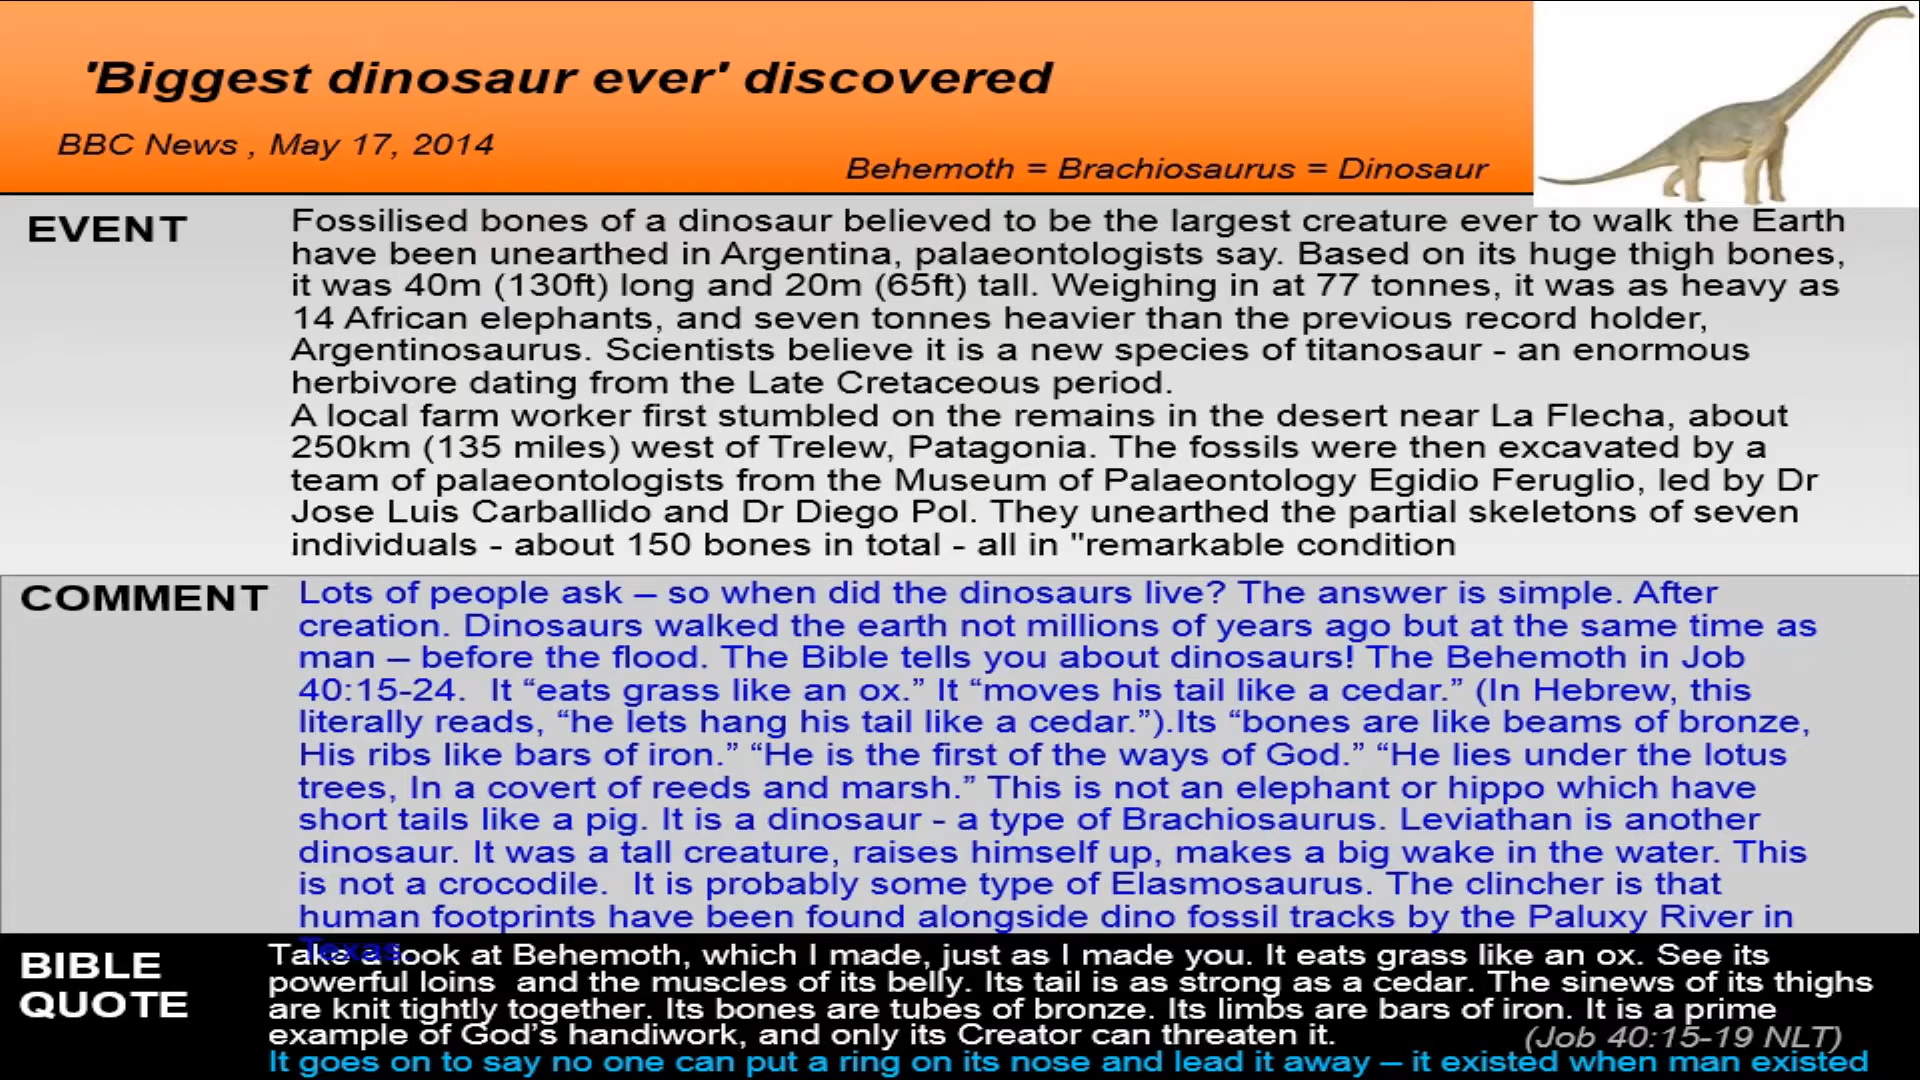 'Biggest dinosaur ever' discovered
BBC News , May 17, 2014
Behemoth = Brachiosaurus = Dinosaur
EVENT
Fossilised bones of a dinosaur believed to be the largest creature ever to walk the Earth
have been unearthed in Argentina, palaeontologists say. Based on its huge thigh bones,
it was 40m (130ft) long and 20m (65ft) tall. Weighing in at 77 tonnes, it was as heavy as
14 African elephants, and seven tonnes heavier than the previous record holder,
Argentinosaurus. Scientists believe it is a new species of titanosaur - an enormous
herbivore dating from the Late Cretaceous period.
A local farm worker first stumbled on the remains in the desert near La Flecha, about
250km (135 miles) west of Trelew, Patagonia. The fossils were then excavated by a
team of palaeontologists from the Museum of Palaeontology Egidio Feruglio, led by Dr
Jose Luis Carballido and Dr Diego Pol. They unearthed the partial skeletons of seven
individuals - about 150 bones in total - all in "remarkable condition
COMMENT
Lots of people ask – so when did the dinosaurs live? The answer is simple. After
creation. Dinosaurs walked the earth not millions of years ago but at the same time as
man – before the flood. The Bible tells you about dinosaurs! The Behemoth in Job
40:15-24. It “eats grass like an ox.” It “moves his tail like a cedar.” (In Hebrew, this
literally reads, “he lets hang his tail like a cedar.”).Its “bones are like beams of bronze,
His ribs like bars of iron.” “He is the first of the ways of God.” “He lies under the lotus
trees, In a covert of reeds and marsh.” This is not an elephant or hippo which have
short tails like a pig. It is a dinosaur - a type of Brachiosaurus. Leviathan is another
dinosaur. It was a tall creature, raises himself up, makes a big wake in the water. This
is not a crocodile. It is probably some type of Elasmosaurus. The clincher is that
human footprints have been found alongside dino fossil tracks by the Paluxy River in
Texas.
BIBLE
QUOTE
Take a look at Behemoth, which I made, just as I made you. It eats grass like an ox. See its
powerful loins and the muscles of its belly. Its tail is as strong as a cedar. The sinews of its thighs
are knit tightly together. Its bones are tubes of bronze. Its limbs are bars of iron. It is a prime
example of God’s handiwork, and only its Creator can threaten it.
(Job 40:15-19 NLT)
It goes on to say no one can put a ring on its nose and lead it away – it existed when man existed